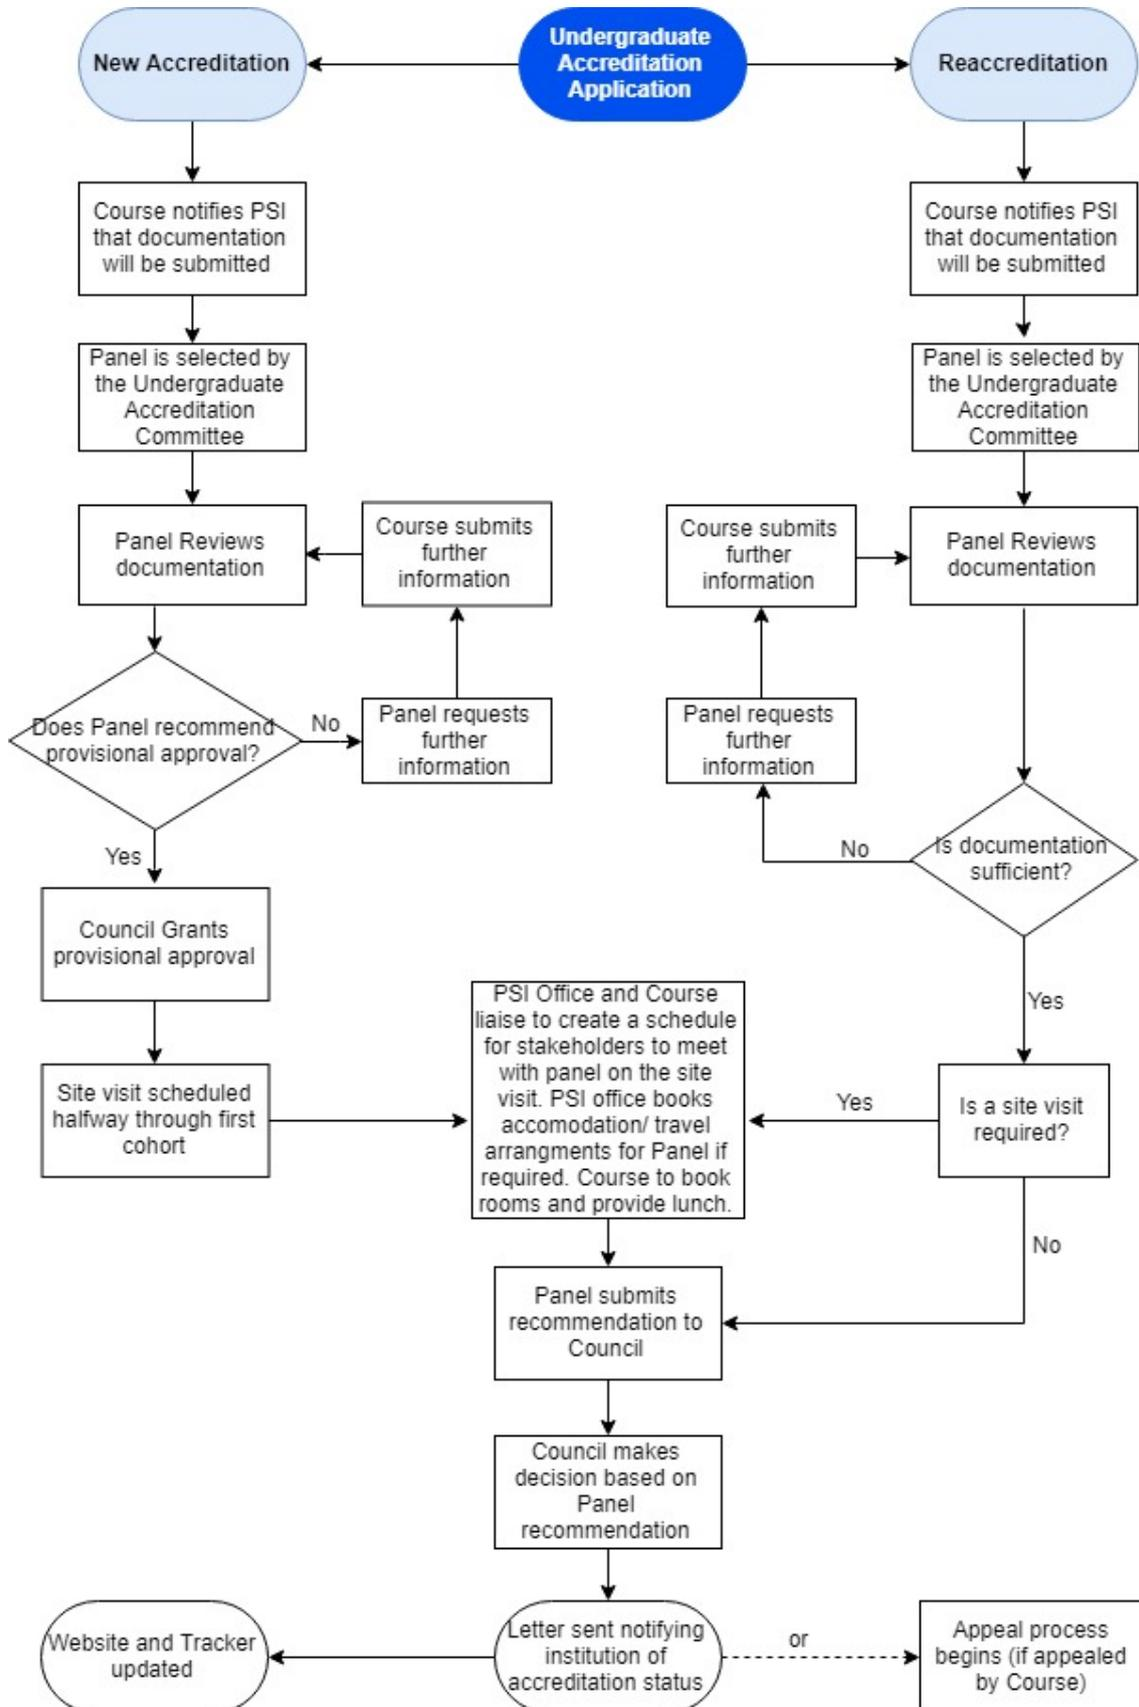 New Accreditation
Undergraduate
Accreditation
Application
Reaccreditation
Course notifies PSI
that documentation
will be submitted
Course notifies PSI
that documentation
will be submitted
Panel is selected by
the Undergraduate
Accreditation
Committee
Panel is selected by
the Undergraduate
Accreditation
Committee
Panel Reviews
documentation
Course submits
further
information
Course submits
further
information
Panel Reviews
documentation
Does Panel recommend
provisional approval?
No
Panel requests
further
information
Panel requests
further
information
No
Is documentation
sufficient?
Yes
Council Grants
provisional approval
Yes
Site visit scheduled
halfway through first
cohort
PSI Office and Course
liaise to create a schedule
for stakeholders to meet
with panel on the site
visit. PSI office books
accomodation/ travel
arrangments for Panel if
required. Course to book
rooms and provide lunch.
Yes
Is a site visit
required?
No
Panel submits
recommendation to
Council
Council makes
decision based on
Panel
recommendation
Website and Tracker
updated
Letter sent notifying
institution of
accreditation status
or
Appeal process
begins (if appealed
by Course)